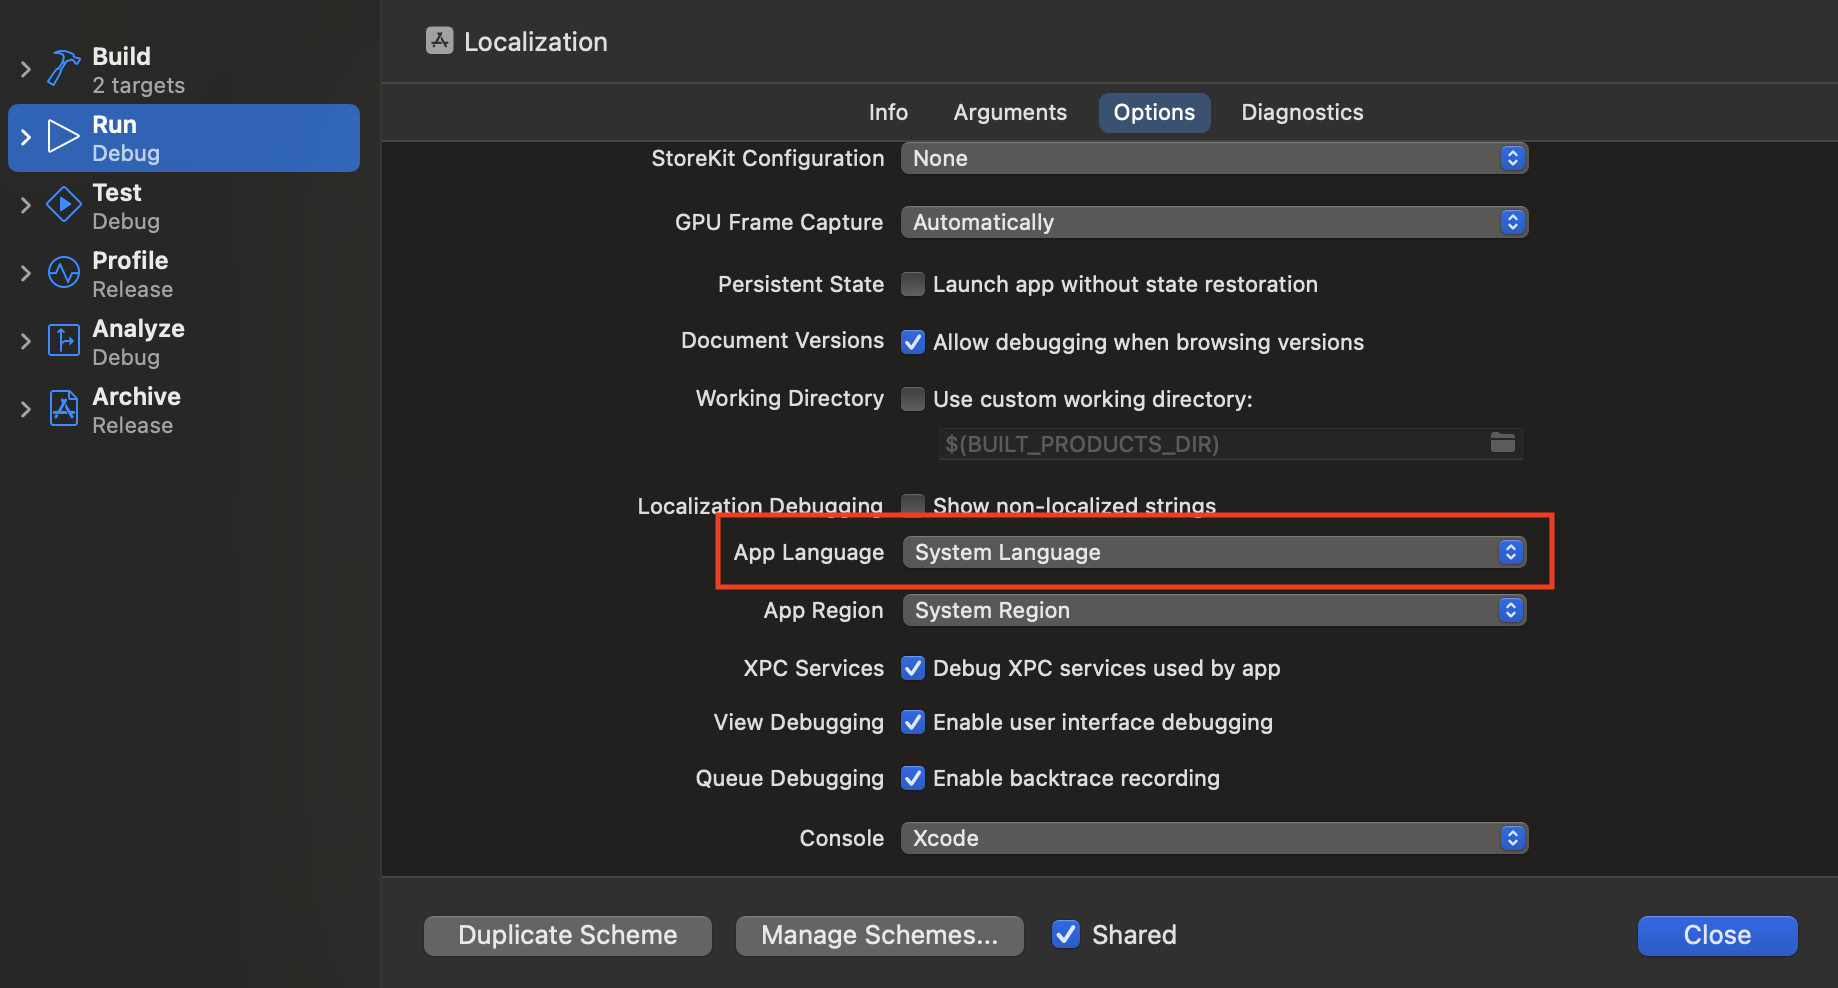 Build
2 targets
Run
Debug
Test
Debug
Profile
Release
Analyze
Debug
Archive
Release
Localization
Info Arguments Options Diagnostics
StoreKit Configuration None
GPU Frame Capture Automatically
Persistent State Launch app without state restoration
Document Versions Allow debugging when browsing versions
Working Directory Use custom working directory:
$(BUILT_PRODUCTS_DIR)
Localization Debugging Show non-localized strings
App Language System Language
App Region System Region
XPC Services Debug XPC services used by app
View Debugging Enable user interface debugging
Queue Debugging Enable backtrace recording
Console Xcode
Duplicate Scheme Manage Schemes... Shared Close